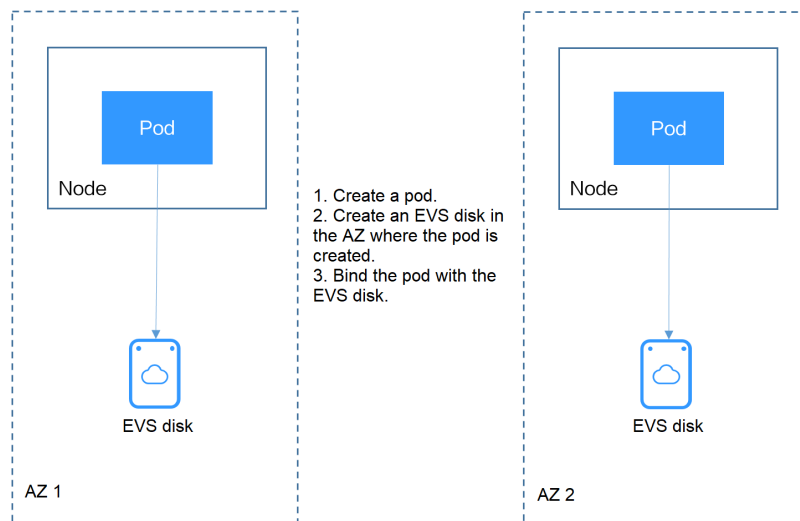 Pod
Node
EVS disk
AZ 1
1. Create a pod.
2. Create an EVS disk in
the AZ where the pod is
created.
3. Bind the pod with the
EVS disk.
Pod
Node
EVS disk
AZ 2